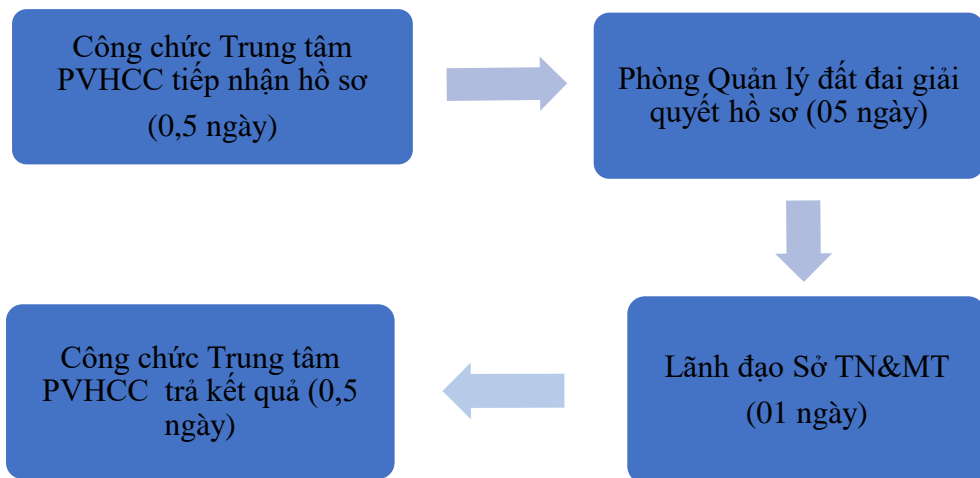 Công chức Trung tâm
PVHCC tiếp nhận hồ sơ
(0,5 ngày)
Phòng Quản lý đất đai giải
quyết hồ sơ (05 ngày)
Lãnh đạo Sở TN&MT
(01 ngày)
Công chức Trung tâm
PVHCC trả kết quả (0,5
ngày)